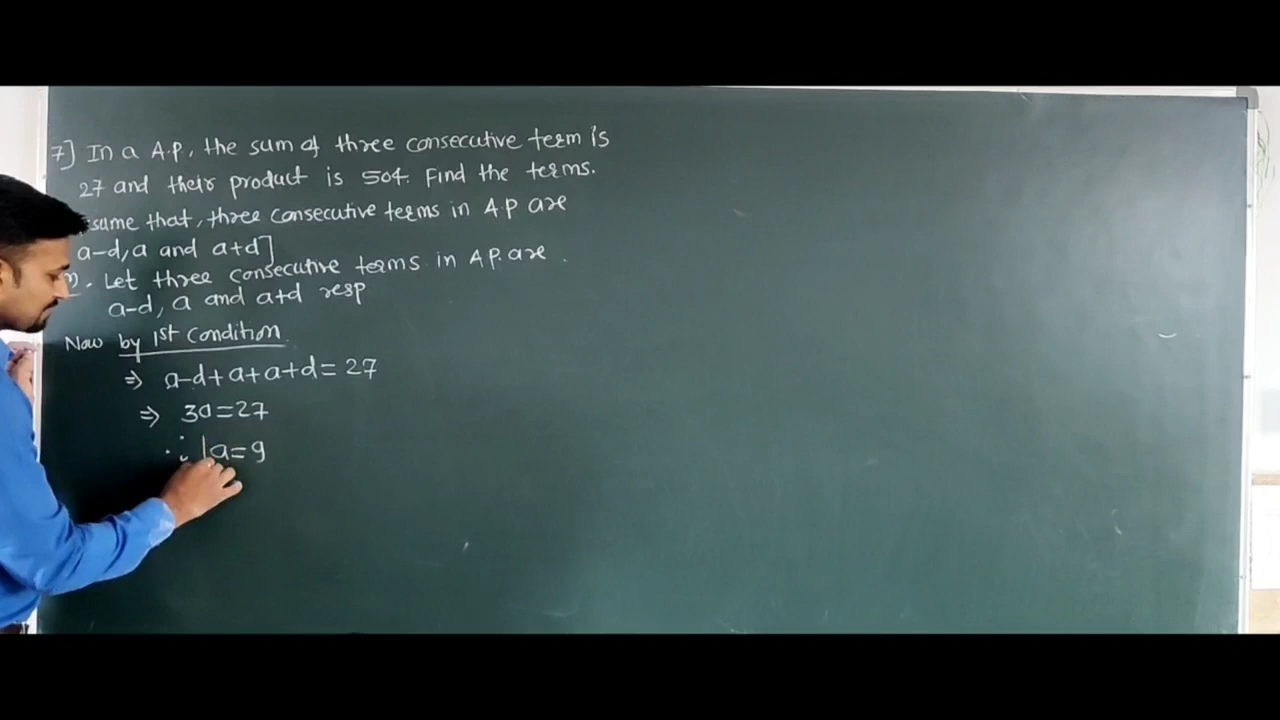 7] In a A.P, the sum of three consecutive term is
27 and their product is 504. Find the terms.
sume that, three consecutive terms in A.P are
a-d, a and a+d]
Let three consecutive terms in A.P. are .
a-d, a and a+d resp
Now by 1st condition
⇒ a-d+a+a+d=27
⇒ 3a=27
∴ a=9